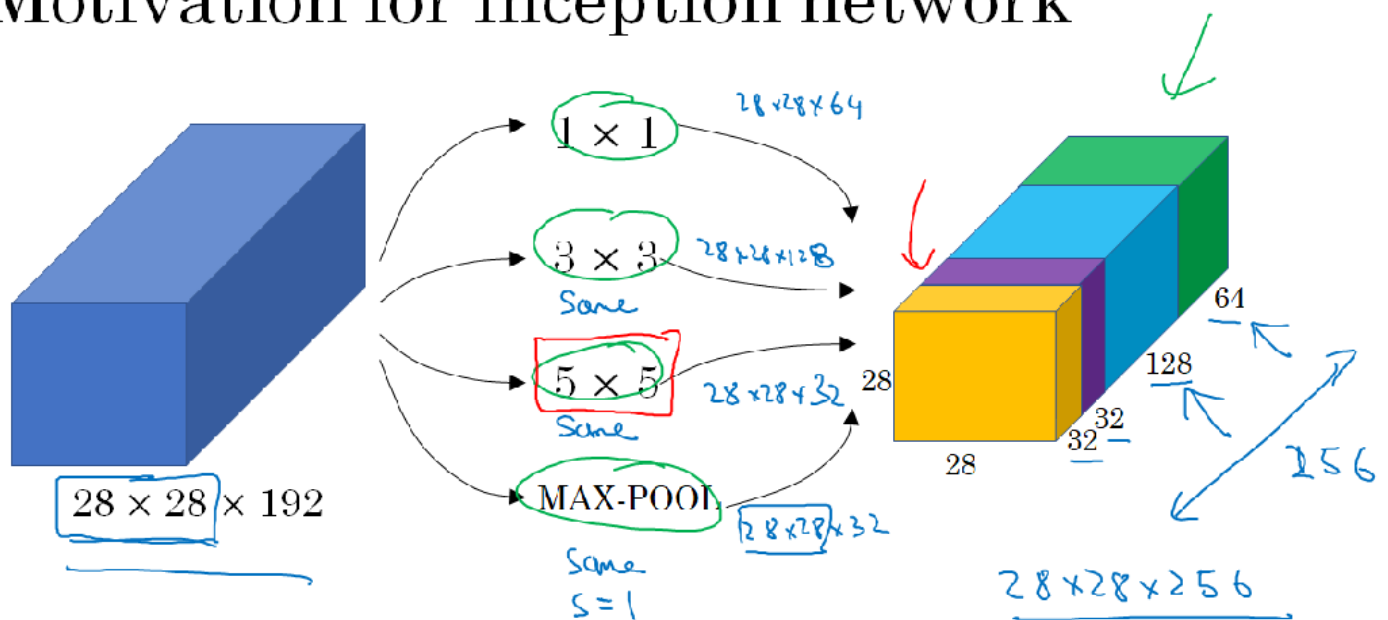 Motivation for inception network
28 × 28 × 192
1 × 1
28×28×64
3 × 3
28×28×128
Same
5 × 5
28×28×32
Same
MAX-POOL
28×28×32
Same
s=1
28
28
32
32
128
64
256
28×28×256